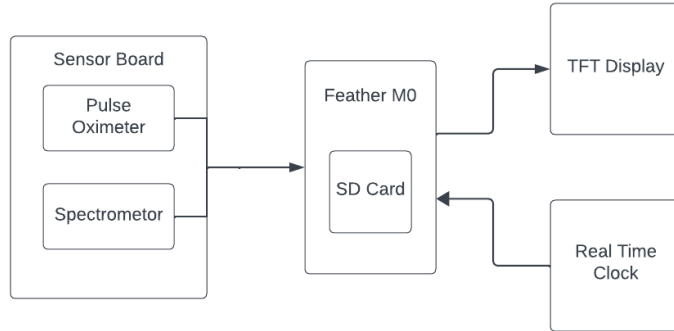 Sensor Board
Pulse
Oximeter
Spectrometor
Feather M0
SD Card
TFT Display
Real Time
Clock